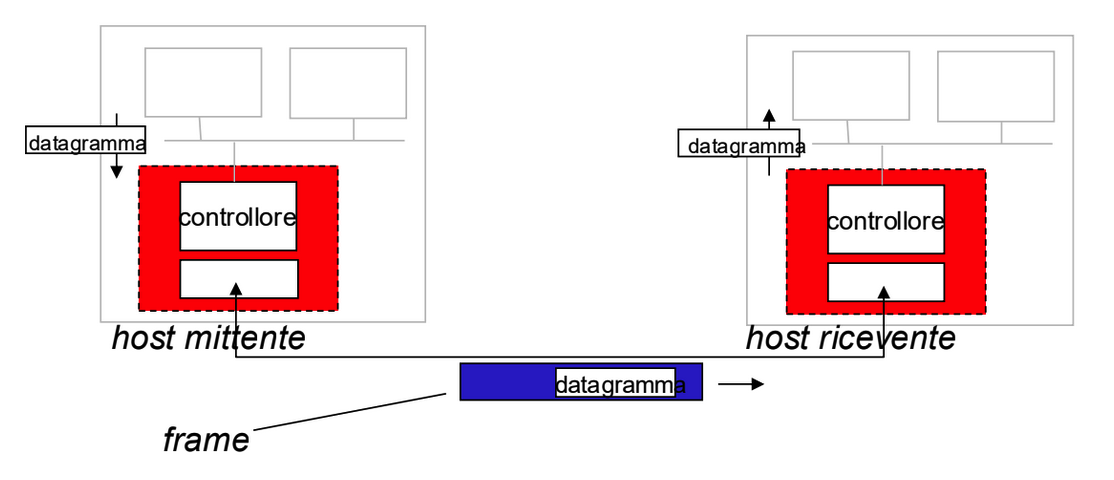 datagramma
datagramma
controllore
controllore
host mittente
host ricevente
datagramma
frame